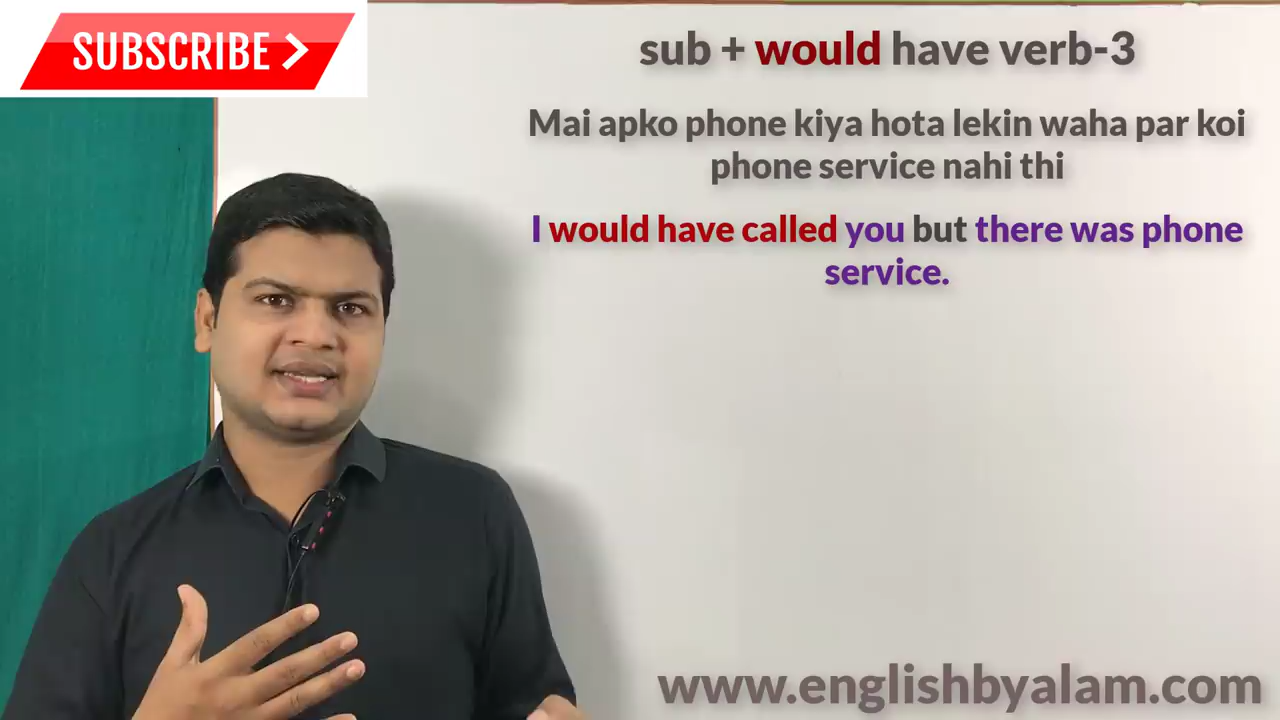 SUBSCRIBE
sub + would have verb-3
Mai apko phone kiya hota lekin waha par koi
phone service nahi thi
I would have called you but there was phone
service.
www.englishbyalam.com